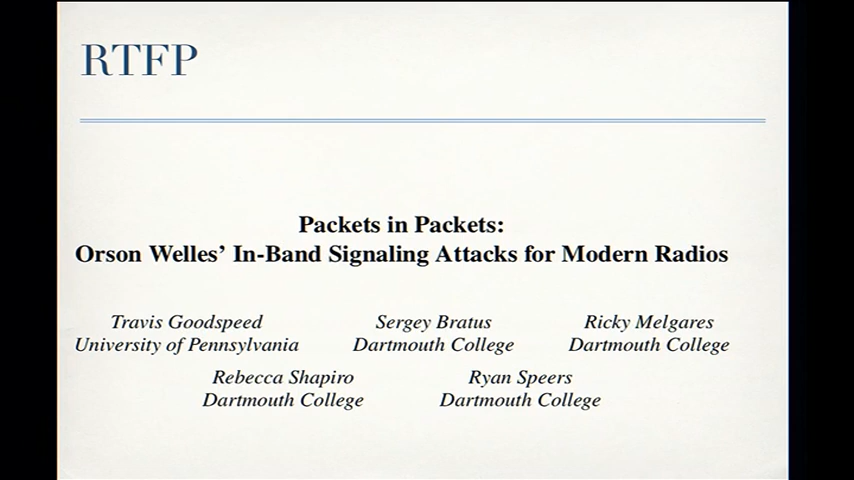 RTFP
Packets in Packets:
Orson Welles' In-Band Signaling Attacks for Modern Radios
Travis Goodspeed Sergey Bratus Ricky Melgares
University of Pennsylvania Dartmouth College Dartmouth College
Rebecca Shapiro Ryan Speers
Dartmouth College Dartmouth College